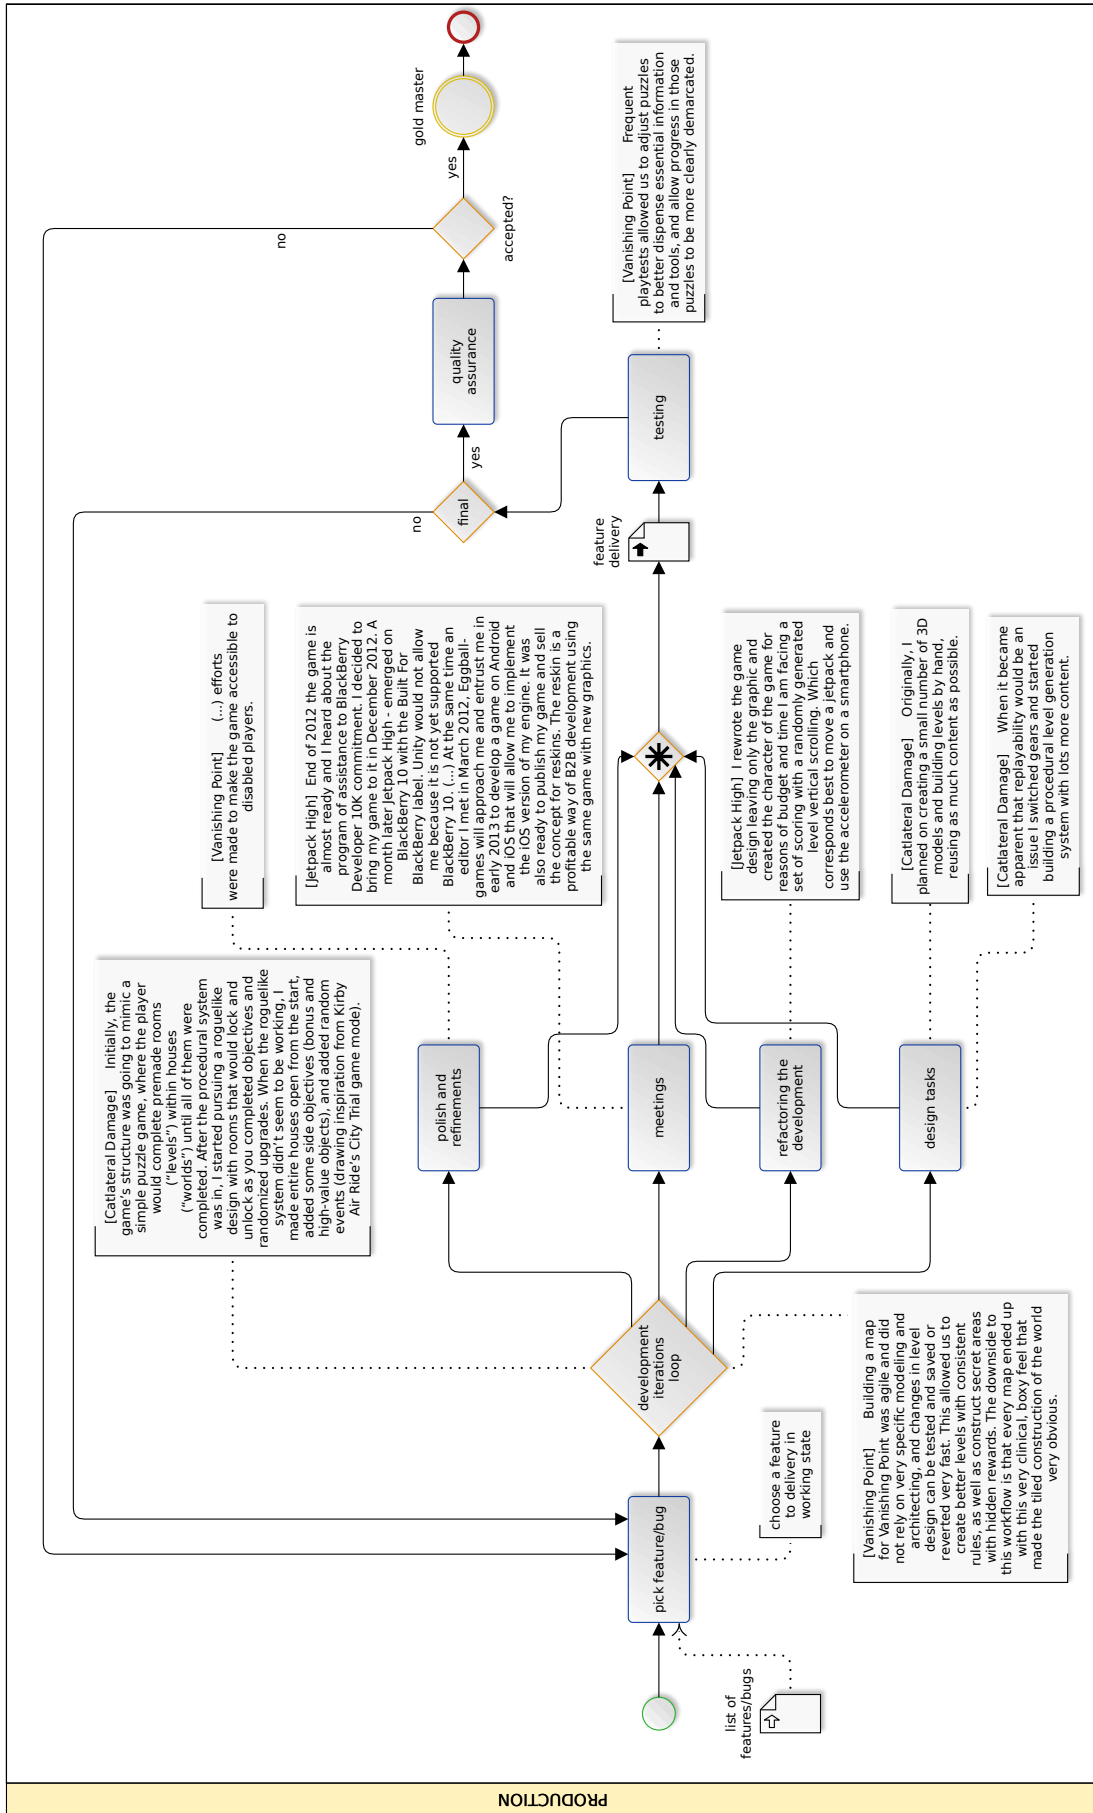 PRODUCTION
list of
features/bugs
pick feature/bug
choose a feature
to delivery in
working state
development
iterations
loop
[Vanishing Point] Building a map
for Vanishing Point was agile and did
not rely on very specific modeling and
architecting, and changes in level
design can be tested and saved or
reverted very fast. This allowed us to
create better levels with consistent
rules, as well as construct secret areas
with hidden rewards. The downside to
this workflow is that every map ended up
with this very clinical, boxy feel that
made the tiled construction of the world
very obvious.
[Catlateral Damage] Initially, the
game's structure was going to mimic a
simple puzzle game, where the player
would complete premade rooms
(“levels”) within houses
(“worlds”) until all of them were
completed. After the procedural system
was in, I started pursuing a roguelike
design with rooms that would lock and
unlock as you completed objectives and
randomized upgrades. When the roguelike
system didn't seem to be working, I
made entire houses open from the start,
added some side objectives (bonus and
high-value objects), and added random
events (drawing inspiration from Kirby
Air Ride's City Trial game mode).
polish and
refinements
meetings
refactoring the
development
design tasks
[Vanishing Point] (...) efforts
were made to make the game accessible to
disabled players.
[Jetpack High] End of 2012 the game is
almost ready and I heard about the
program of assistance to BlackBerry
Developer 10K commitment. I decided to
bring my game to it in December 2012. A
month later Jetpack High - emerged on
BlackBerry 10 with the Built For
BlackBerry label. Unity would not allow
me because it is not yet supported
BlackBerry 10. (...) At the same time an
editor I met in March 2012, Eggball-
games will approach me and entrust me in
early 2013 to develop a game on Android
and iOS that will allow me to implement
the iOS version of my engine. It was
also ready to publish my game and sell
the concept for reskins. The reskin is a
profitable way of B2B development using
the same game with new graphics.
[Jetpack High] I rewrote the game
design leaving only the graphic and
created the character of the game for
reasons of budget and time I am facing a
set of scoring with a randomly generated
level vertical scrolling. Which
corresponds best to move a jetpack and
use the accelerometer on a smartphone.
[Catlateral Damage] Originally, I
planned on creating a small number of 3D
models and building levels by hand,
reusing as much content as possible.
[Catlateral Damage] When it became
apparent that replayability would be an
issue I switched gears and started
building a procedural level generation
system with lots more content.
feature
delivery
testing
[Vanishing Point] Frequent
playtests allowed us to adjust puzzles
to better dispense essential information
and tools, and allow progress in those
puzzles to be more clearly demarcated.
final
no
yes
quality
assurance
accepted?
no
yes
gold master